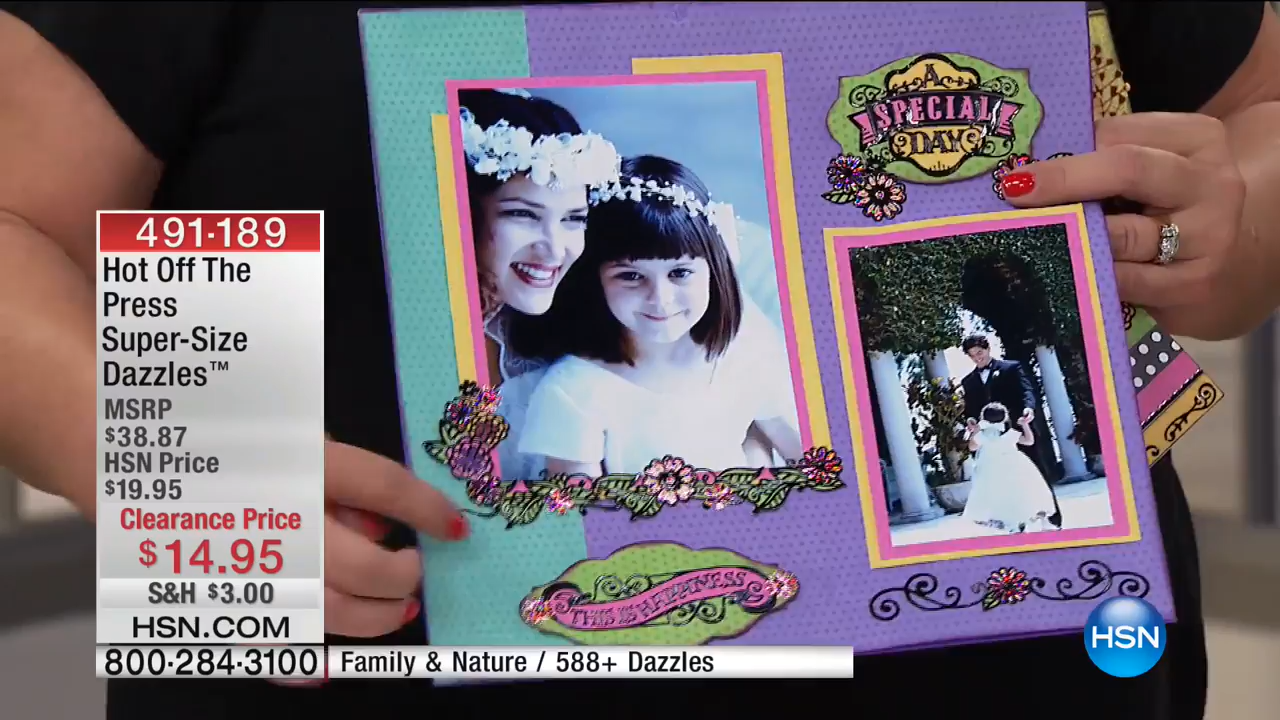 491-189
Hot Off The
Press
Super-Size
Dazzles™
MSRP
$38.87
HSN Price
$19.95
Clearance Price
$14.95
S&H $3.00
HSN.COM
800·284·3100
Family & Nature / 588+ Dazzles
A
SPECIAL
DAY
THIS IS HAPPINESS
HSN